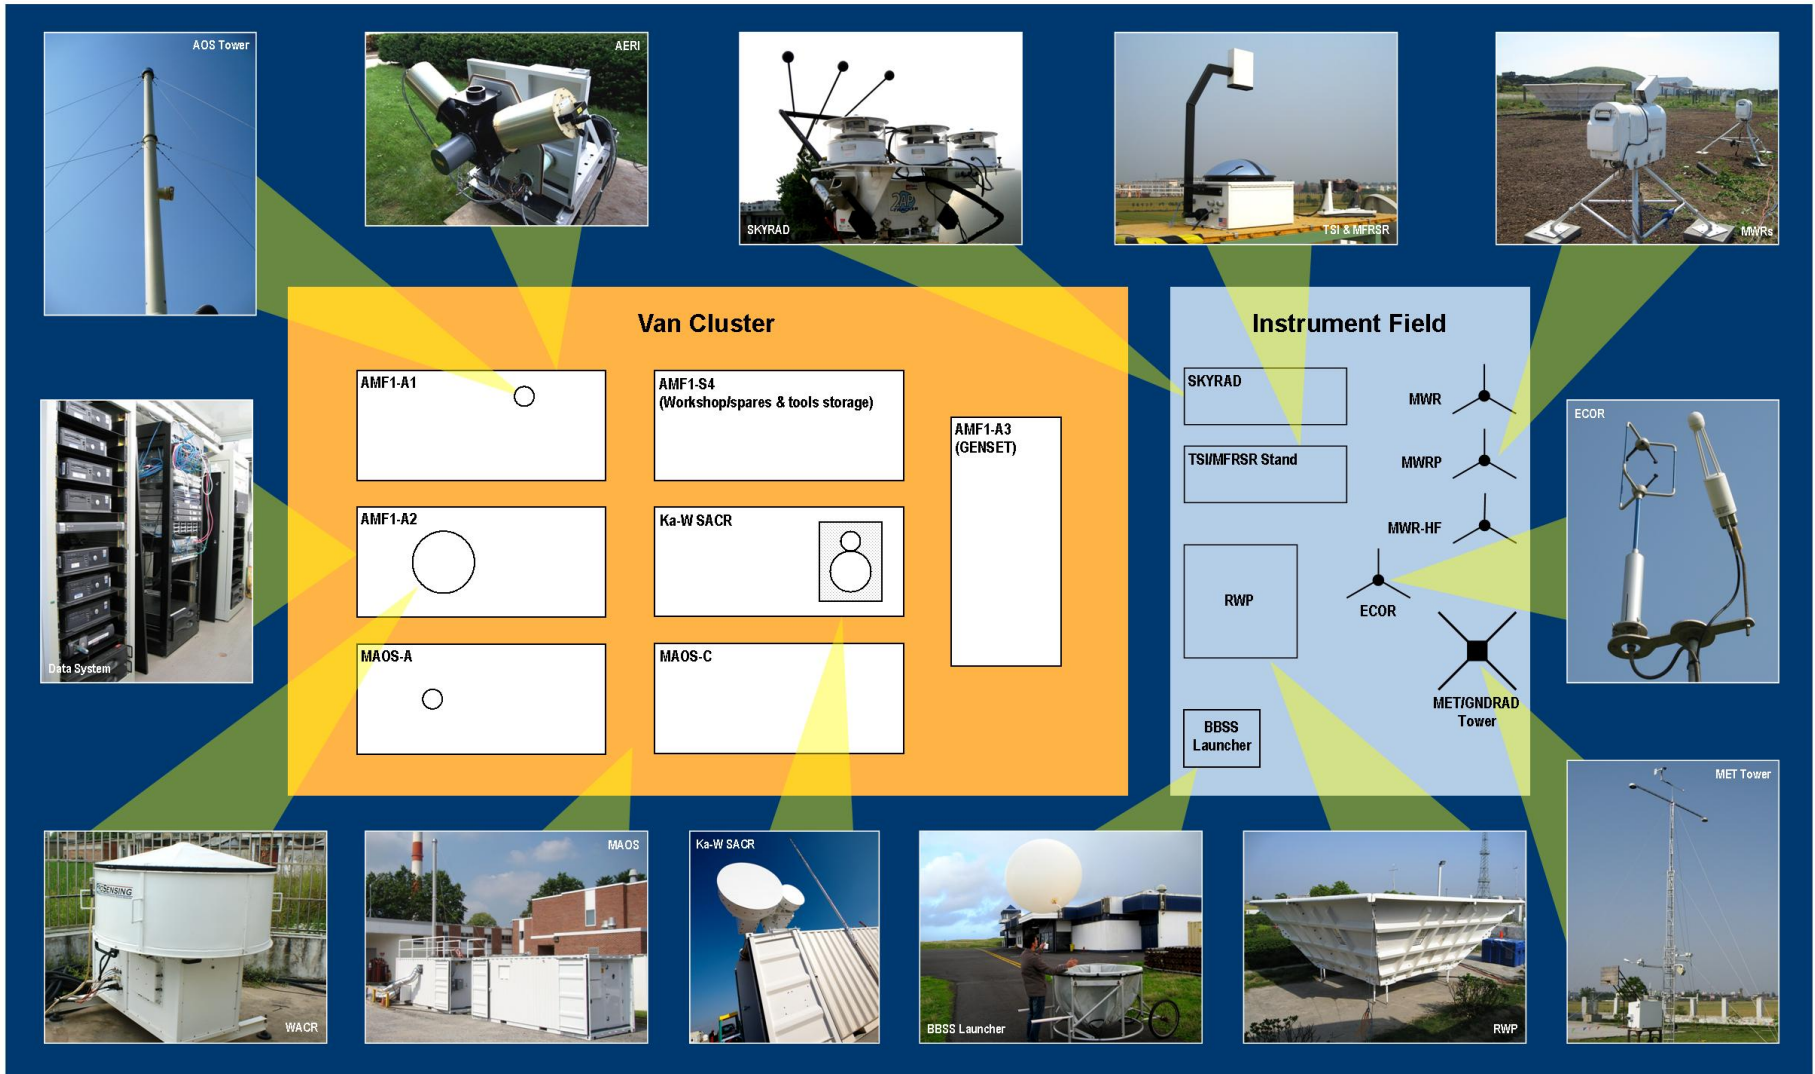 AOS Tower
AERI
SKYRAD
TSI & MFRSR
MWRs
Van Cluster
Instrument Field
AMF1-A1
AMF1-S4
(Workshop/spares & tools storage)
AMF1-A3
(GENSET)
SKYRAD
MWR
TSI/MFRSR Stand
MWRP
ECOR
AMF1-A2
Ka-W SACR
MWR-HF
RWP
ECOR
Data System
MAOS-A
MAOS-C
MET/GNDRAD
Tower
BBSS
Launcher
MET Tower
WACR
MAOS
Ka-W SACR
BBSS Launcher
RWP